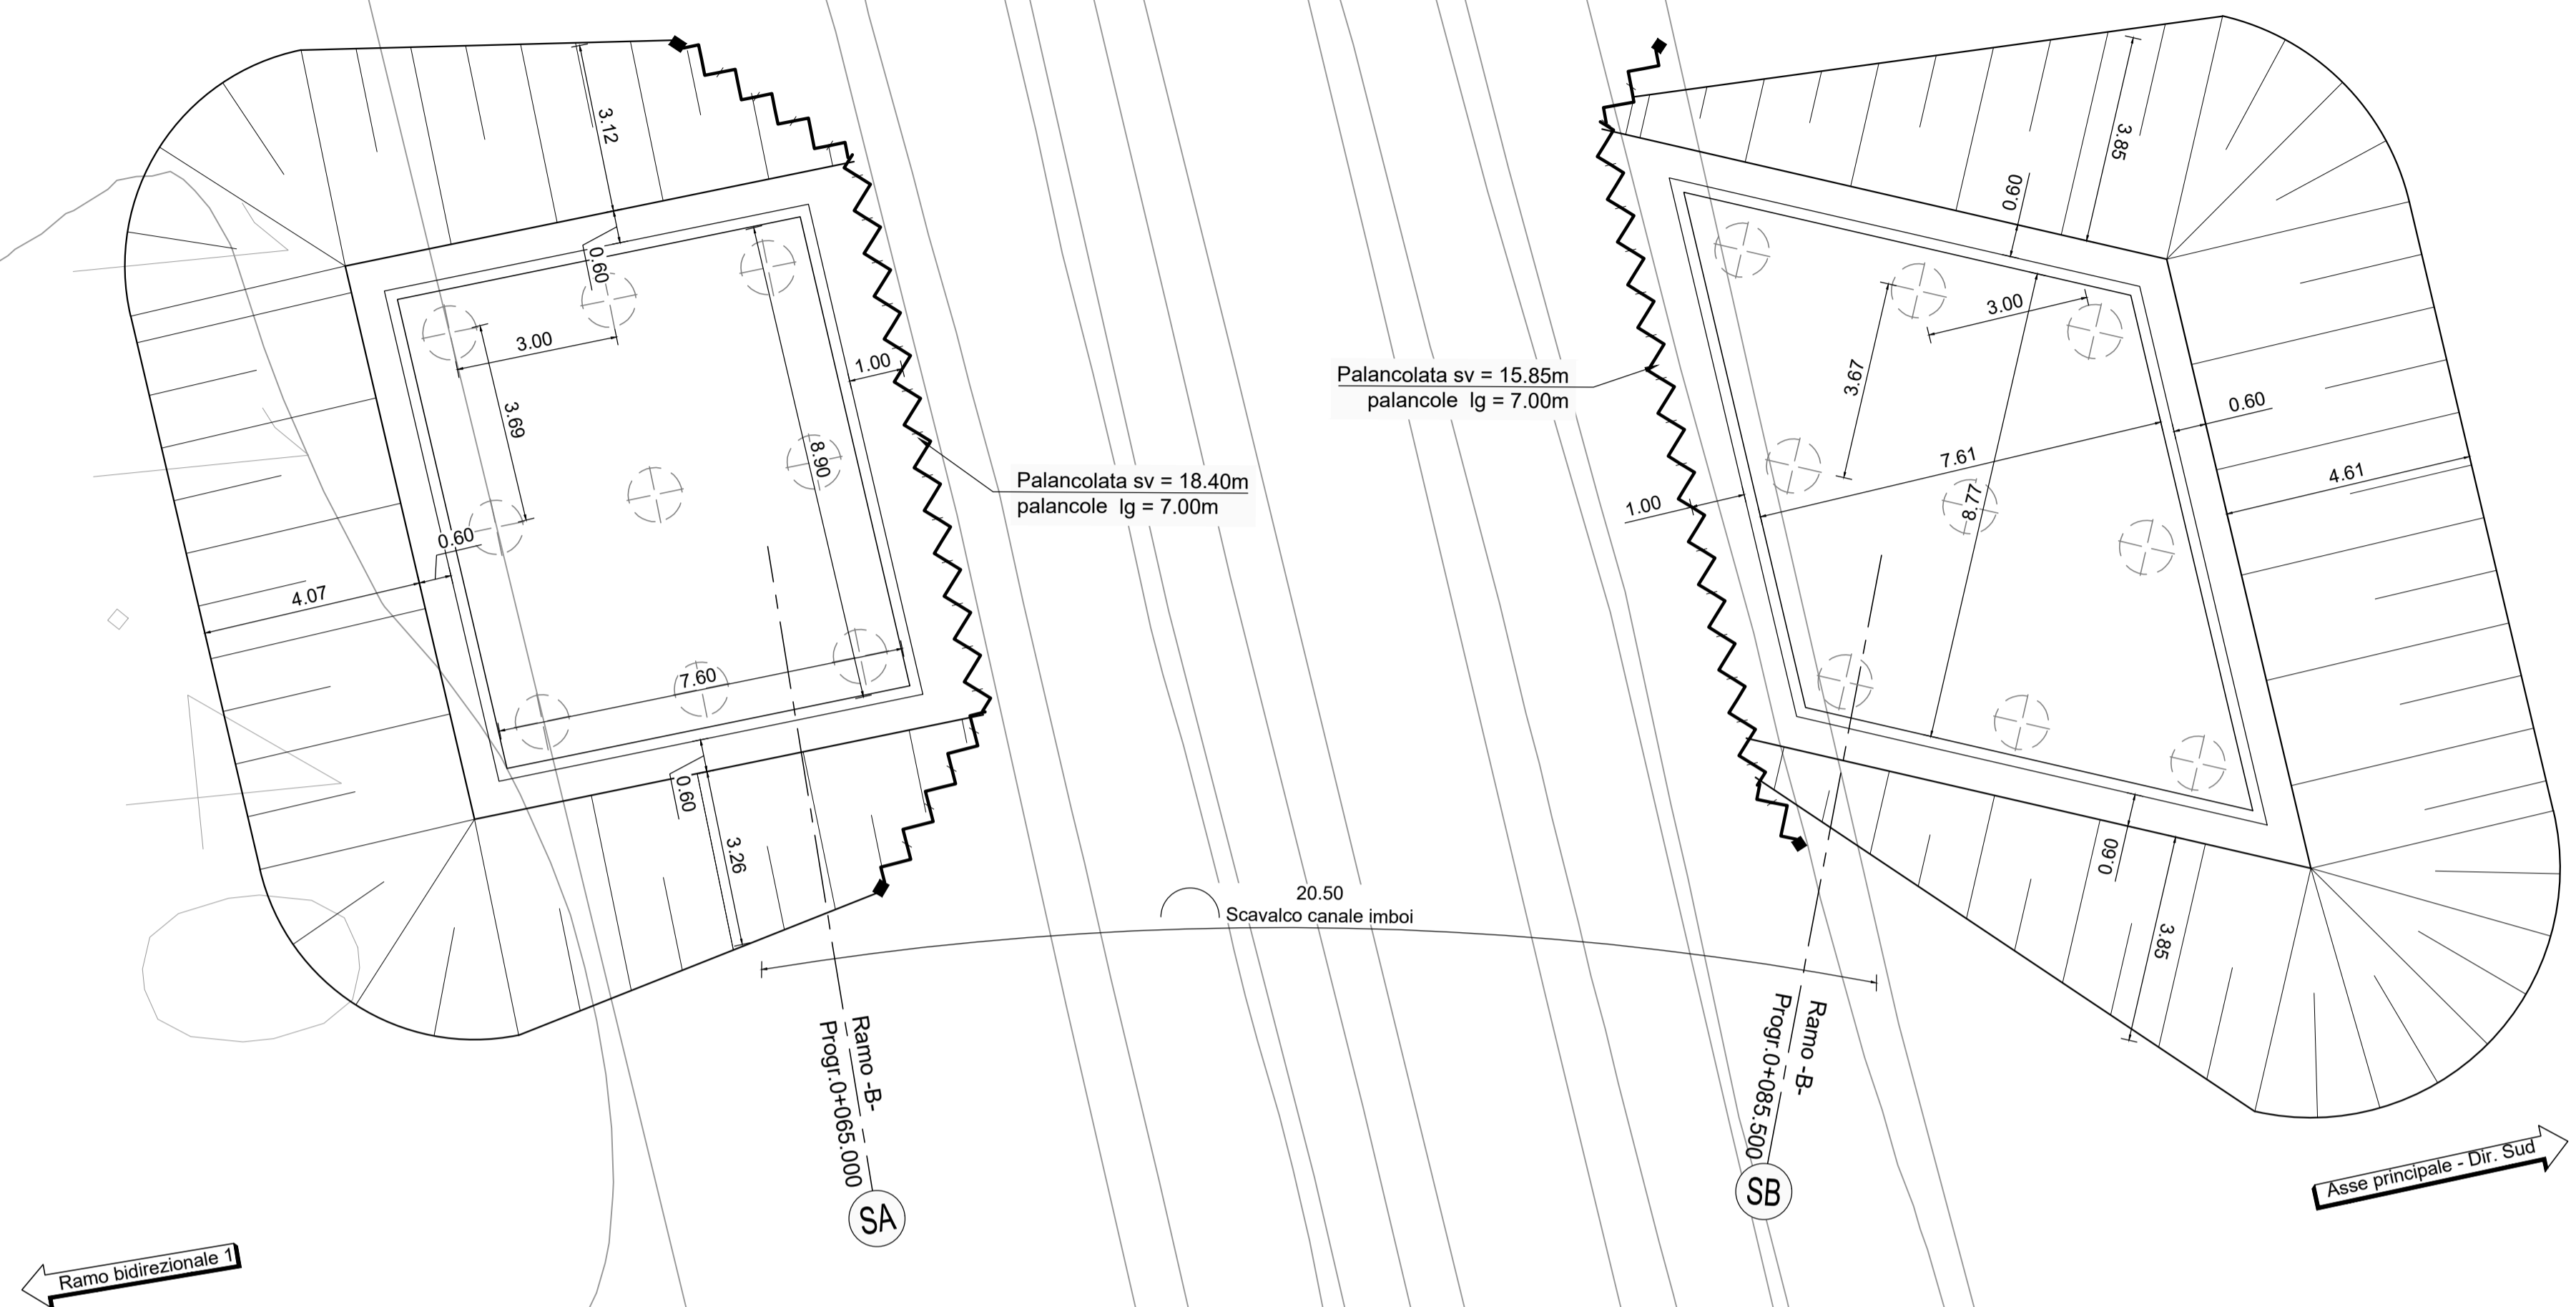 3.12
0.60
3.00
3.69
1.00
8.90
0.60
4.07
7.60
0.60
3.26
Palancolata sv = 18.40m
palancole lg = 7.00m
Palancolata sv = 15.85m
palancole lg = 7.00m
3.85
0.60
3.00
3.67
7.61
8.77
1.00
0.60
4.61
0.60
3.85
20.50
Scavalco canale imboi
Ramo -B-
Progr.0+065.000
SA
Ramo -B-
Progr.0+085.500
SB
Ramo bidirezionale 1
Asse principale - Dir. Sud